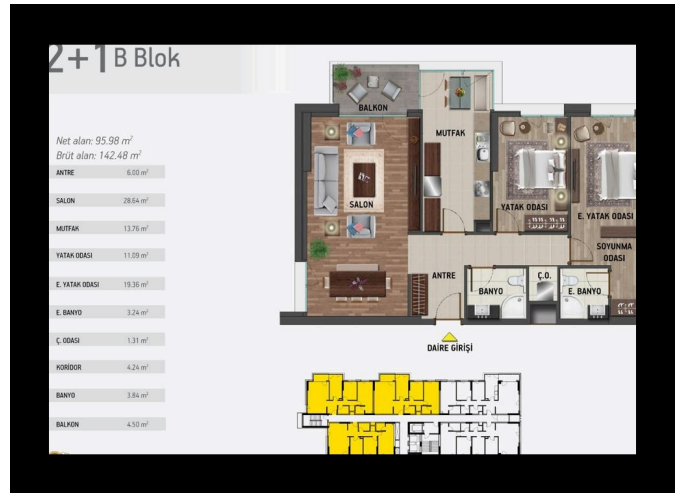 2+1 B Blok
Net alan: 95.98 m²
Brüt alan: 142.48 m²
ANTRE 6.00 m²
SALON 28.64 m²
MUTFAK 13.76 m²
YATAK ODASI 11.09 m²
E. YATAK ODASI 19.36 m²
E. BANYO 3.24 m²
Ç. ODASI 1.31 m²
KORİDOR 4.24 m²
BANYO 3.84 m²
BALKON 4.50 m²
BALKON
MUTFAK
SALON
YATAK ODASI
E. YATAK ODASI
SOYUNMA
ODASI
ANTRE
BANYO
Ç.O.
E. BANYO
DAİRE GİRİŞİ